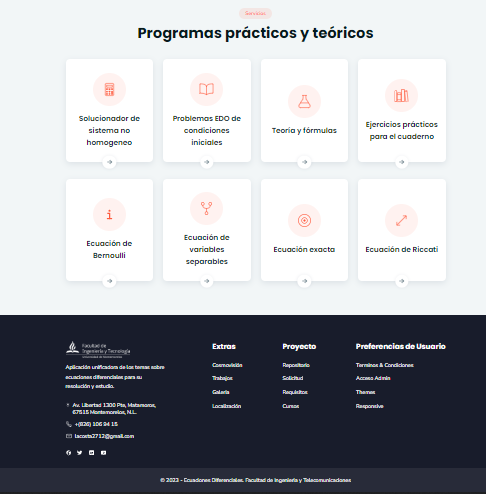 Servicios
Programas prácticos y teóricos
Solucionador de
sistema no
homogeneo
Problemas EDO de
condiciones
iniciales
Teoría y fórmulas
Ejercicios prácticos
para el cuaderno
Ecuación de
Bernoulli
Ecuación de
variables
separables
Ecuación exacta
Ecuación de Riccati
Facultad de
Ingeniería y Tecnología
Aplicación unificadora de los temas sobre
ecuaciones diferenciales para su
resolución y estudio.
Av. Libertad 1300 Pte, Matamoros,
67515 Montemorelos, N.L.
+(826) 106 94 15
lacosta2712@gmail.com
Extras
Cosmovisión
Trabajos
Galería
Localización
Proyecto
Repositorio
Solicitud
Requisitos
Cursos
Preferencias de Usuario
Terminos & Condiciones
Acceso Admin
Themes
Responsive
© 2023 - Ecuaciones Diferenciales. Facultad de Ingeniería y Telecomunicaciones